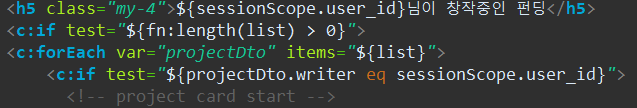 <h5 class="my-4">${sessionScope.user_id}님이 창작중인 펀딩</h5>
<c:if test="${fn:length(list) > 0}">
<c:forEach var="projectDto" items="${list}">
<c:if test="${projectDto.writer eq sessionScope.user_id}">
<!-- project card start -->